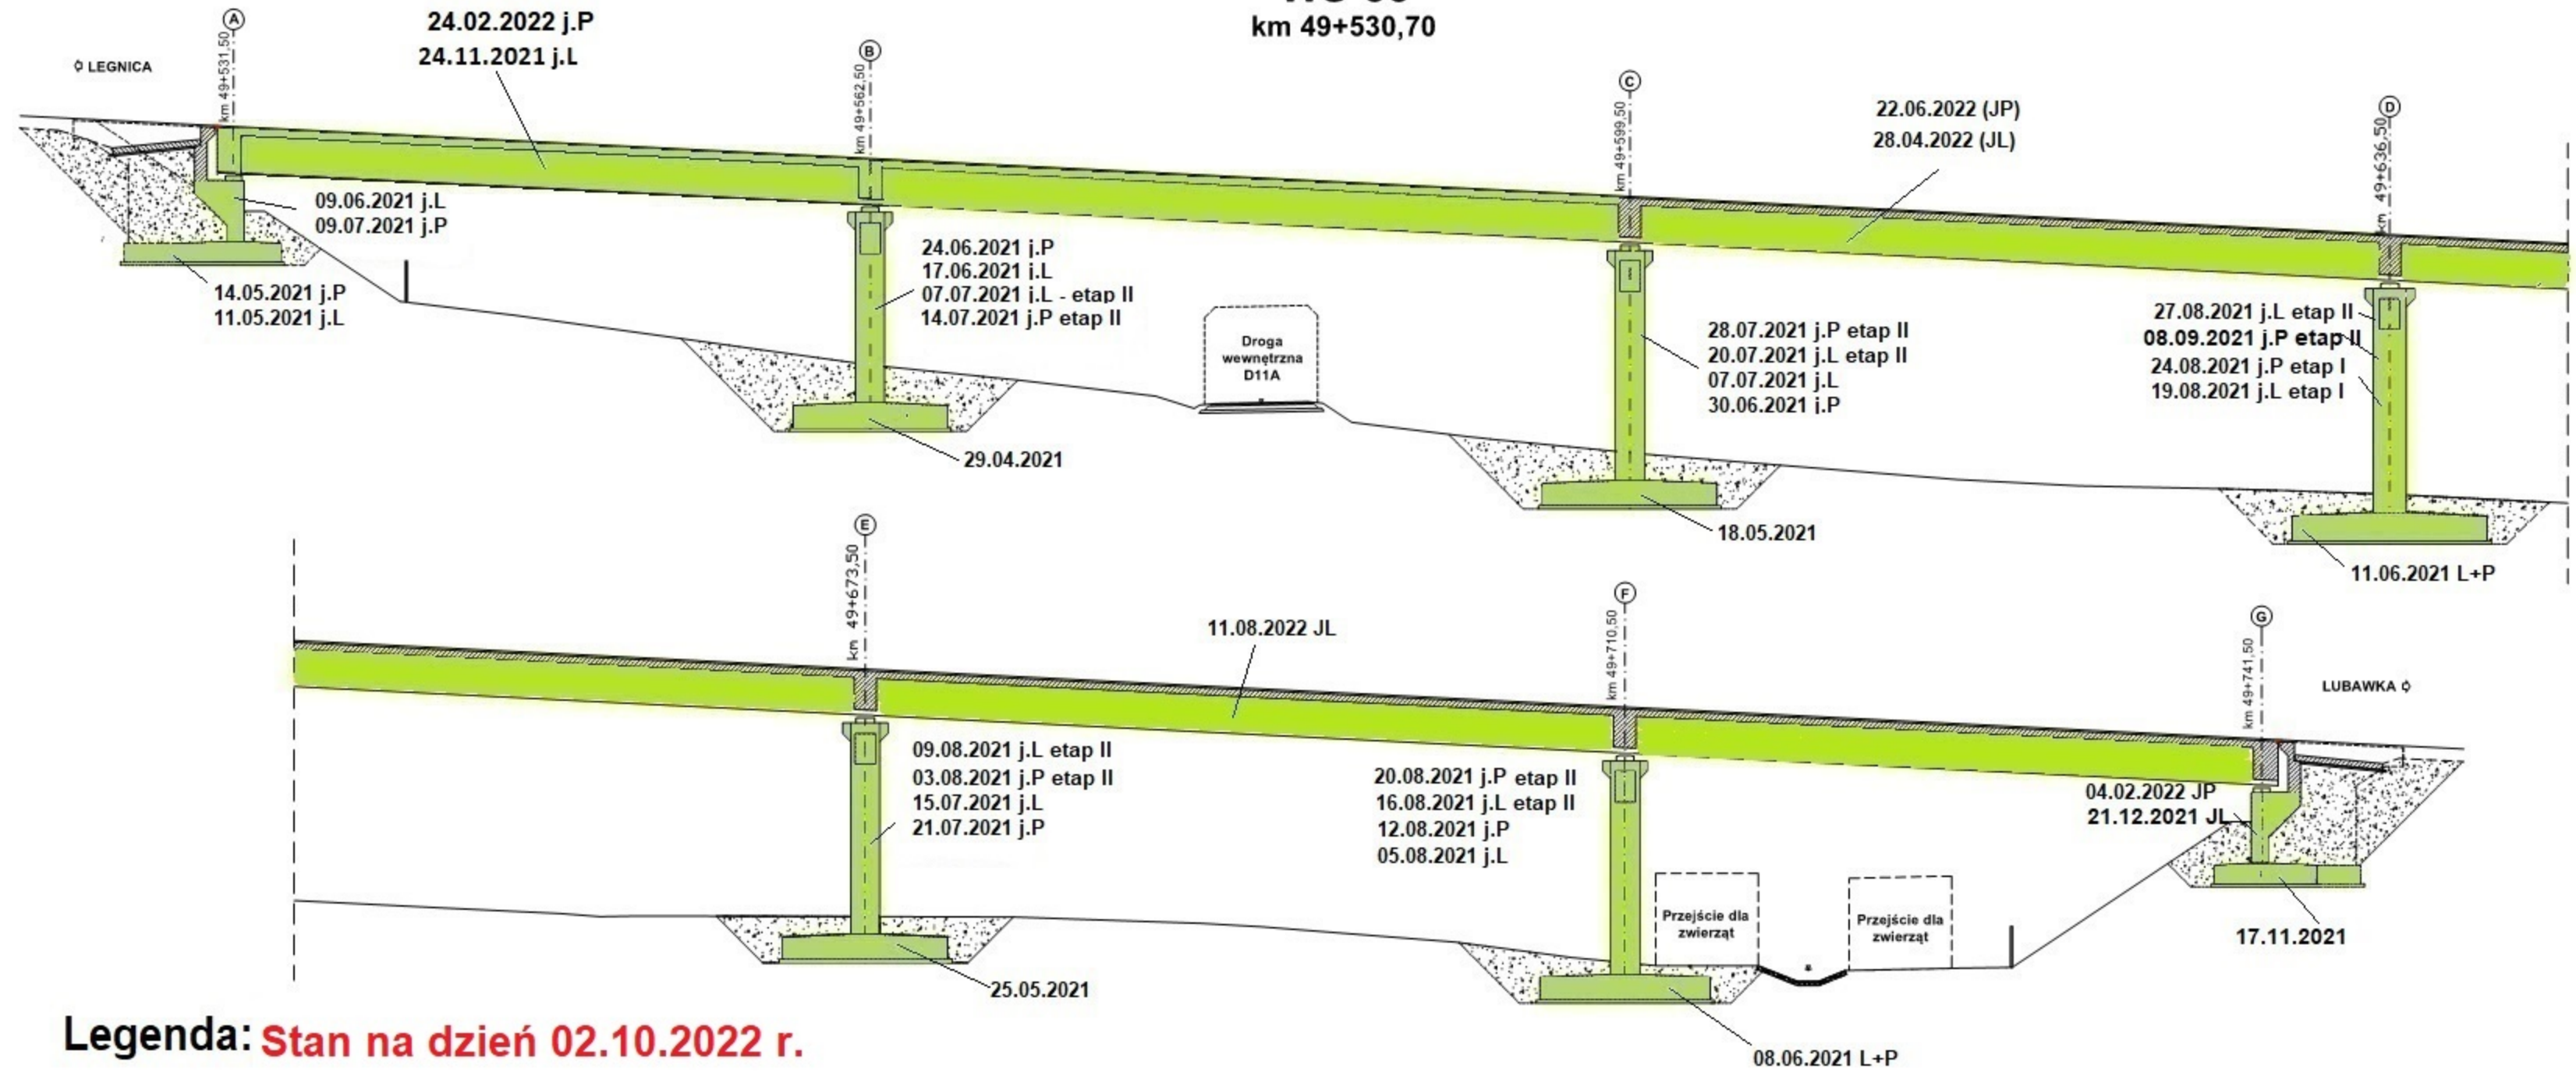 km 49+530,70
A
km 49+531,50
LEGNICA
24.02.2022 j.P
24.11.2021 j.L
B
km 49+562,50
C
km 49+599,50
22.06.2022 (JP)
28.04.2022 (JL)
D
km 49+636,50
09.06.2021 j.L
09.07.2021 j.P
14.05.2021 j.P
11.05.2021 j.L
24.06.2021 j.P
17.06.2021 j.L
07.07.2021 j.L - etap II
14.07.2021 j.P etap II
29.04.2021
Droga
wewnętrzna
D11A
28.07.2021 j.P etap II
20.07.2021 j.L etap II
07.07.2021 j.L
30.06.2021 j.P
18.05.2021
27.08.2021 j.L etap II
08.09.2021 j.P etap II
24.08.2021 j.P etap I
19.08.2021 j.L etap I
11.06.2021 L+P
E
km 49+673,50
11.08.2022 JL
F
km 49+710,50
G
km 49+741,50
LUBAWKA
09.08.2021 j.L etap II
03.08.2021 j.P etap II
15.07.2021 j.L
21.07.2021 j.P
25.05.2021
20.08.2021 j.P etap II
16.08.2021 j.L etap II
12.08.2021 j.P
05.08.2021 j.L
Przejście dla
zwierząt
Przejście dla
zwierząt
04.02.2022 JP
21.12.2021 JL
17.11.2021
08.06.2021 L+P
Legenda: Stan na dzień 02.10.2022 r.